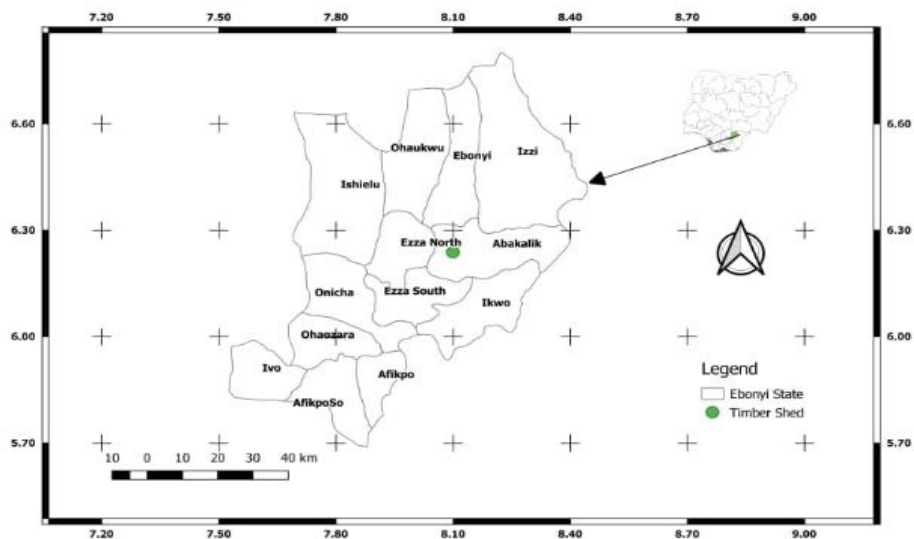 7.20 7.50 7.80 8.10 8.40 8.70 9.00
6.60 6.60
Ohaukwu
Ebonyi
Izzi
Ishielu
6.30 6.30
Ezza North
Abakalik
Onicha
Ezza South
Ikwo
6.00 6.00
Ohaozara
Ivo
Afikpo
AfikpoSo
Legend
Ebonyi State
Timber Shed
5.70 5.70
10 0 10 20 30 40 km
7.20 7.50 7.80 8.10 8.40 8.70 9.00